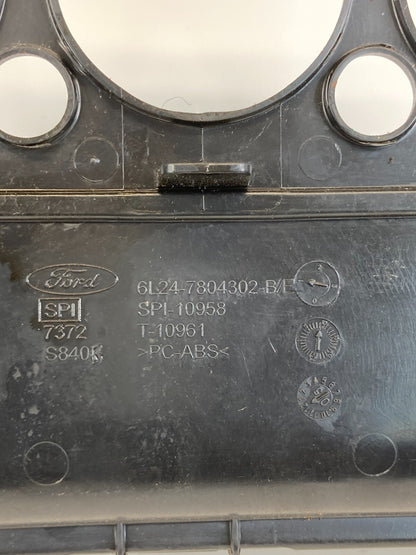 Ford 6L24-7804302-B/E
SPI SPI-10958
7372 T-10961
S840K >PC-ABS<